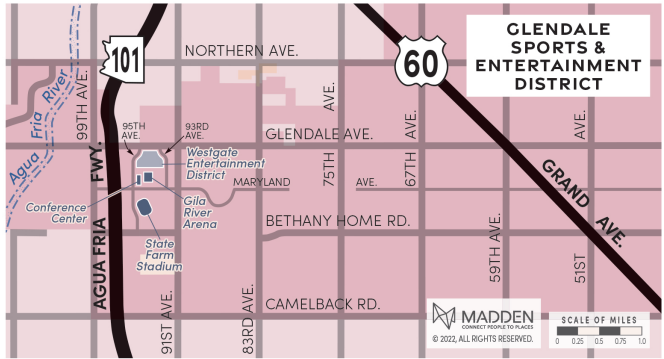 GLENDALE
SPORTS &
ENTERTAINMENT
DISTRICT
101
60
NORTHERN AVE.
Agua Fria River
99TH AVE.
95TH
AVE.
93RD
AVE.
GLENDALE AVE.
75TH AVE.
67TH AVE.
AVE.
GRAND AVE.
Westgate
Entertainment
District
MARYLAND AVE.
Conference
Center
Gila
River
Arena
BETHANY HOME RD.
State
Farm
Stadium
AGUA FRIA FWY.
59TH AVE.
51ST
91ST AVE.
83RD AVE.
CAMELBACK RD.
MADDEN
CONNECT PEOPLE TO PLACES
© 2022, ALL RIGHTS RESERVED.
SCALE OF MILES
0 0.25 0.5 0.75 1.0